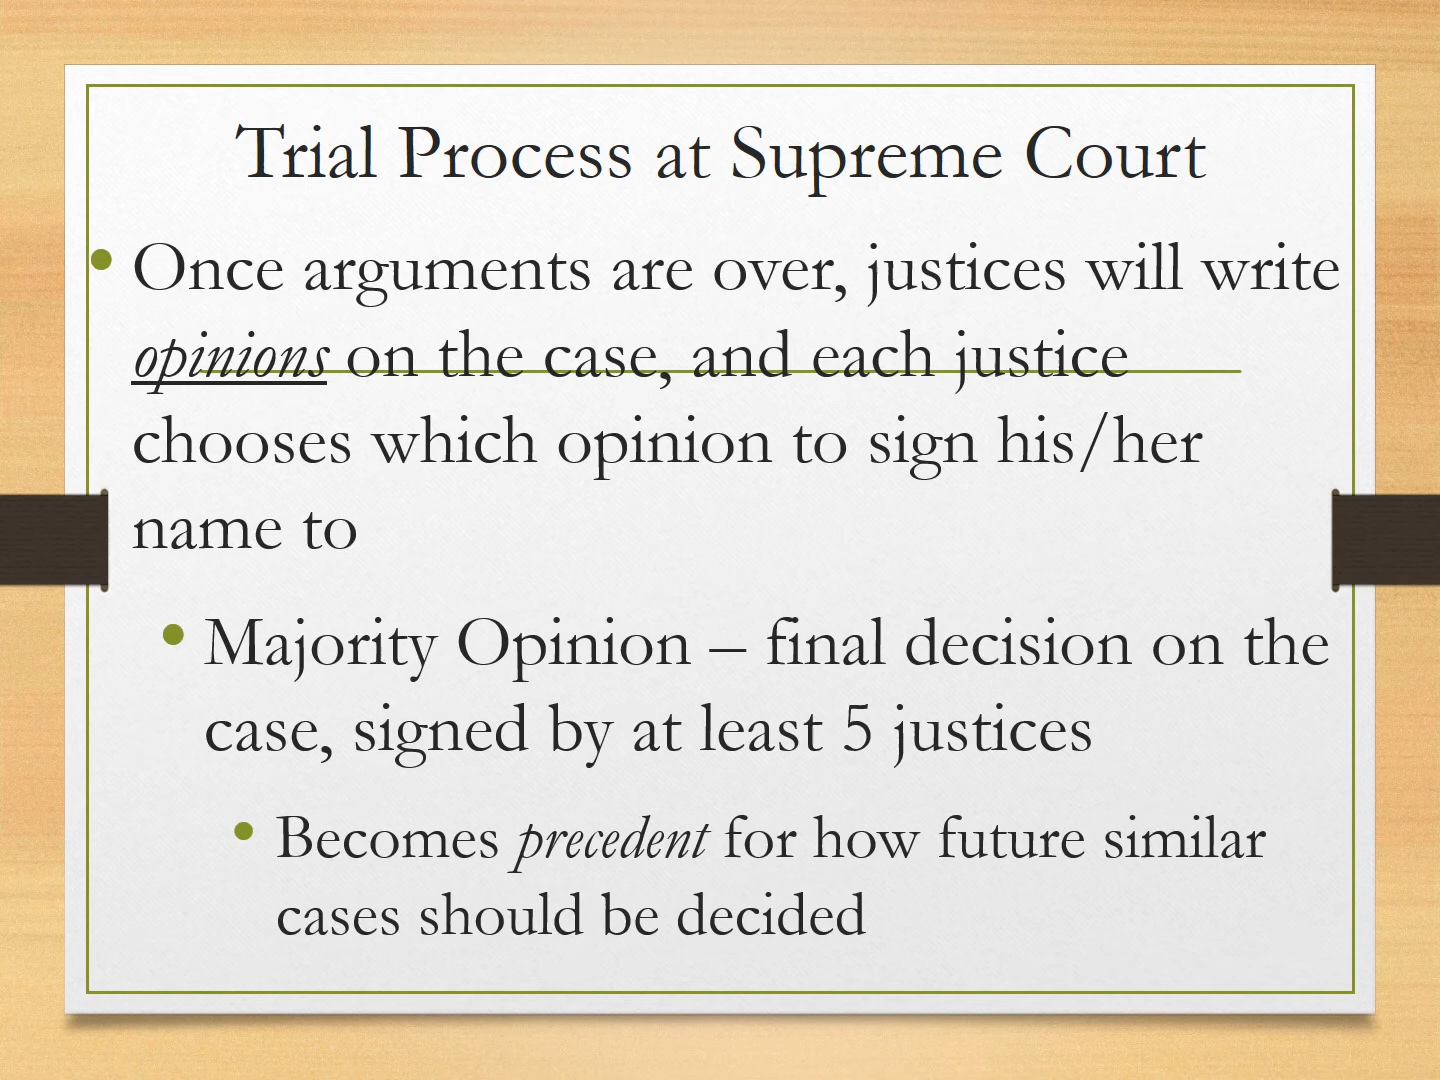 Trial Process at Supreme Court
• Once arguments are over, justices will write
opinions on the case, and each justice
chooses which opinion to sign his/her
name to
• Majority Opinion – final decision on the
case, signed by at least 5 justices
• Becomes precedent for how future similar
cases should be decided